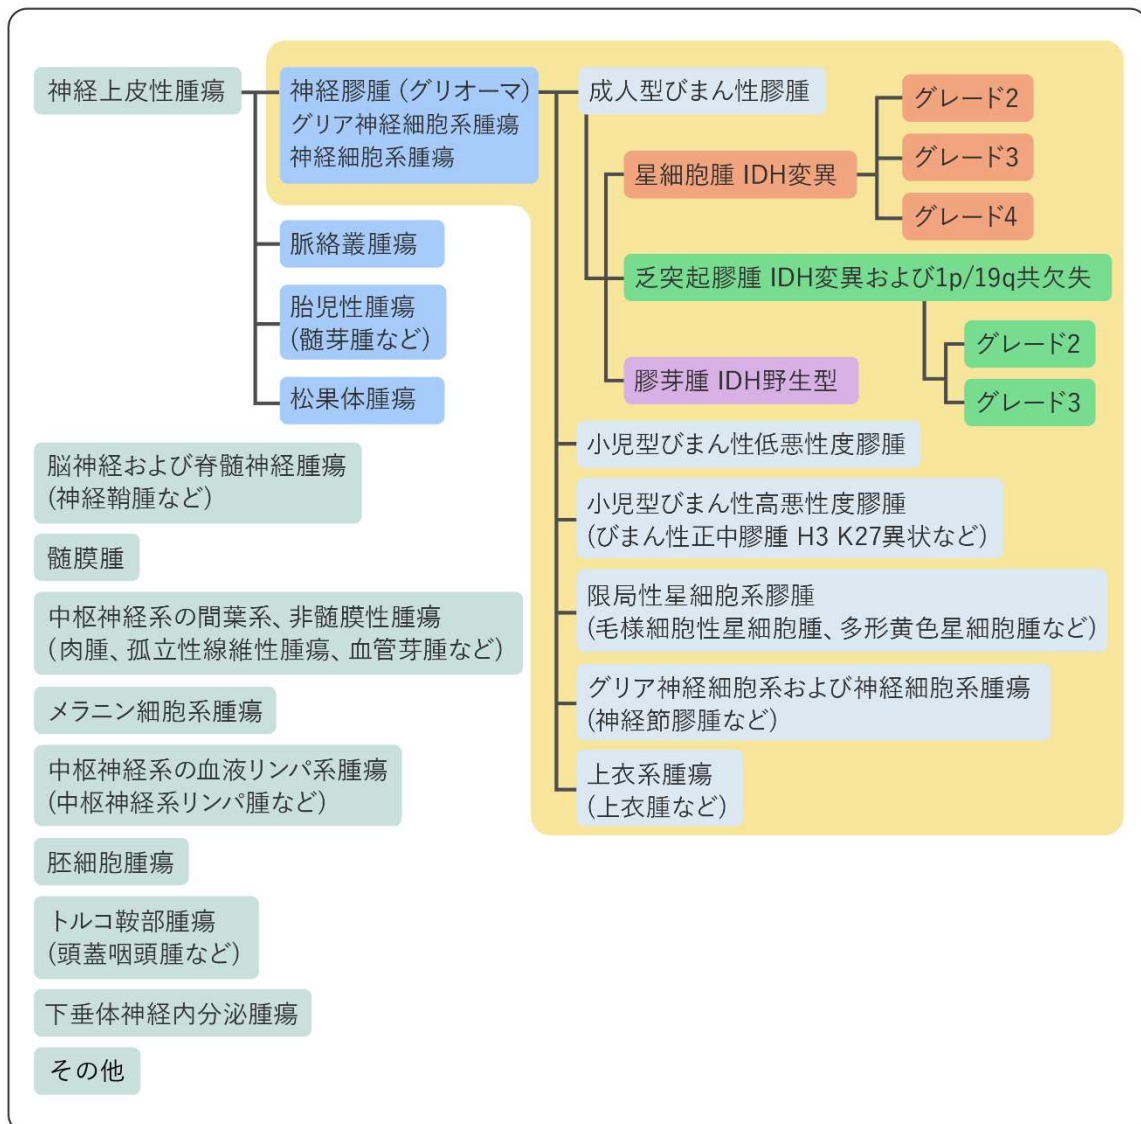 神経上皮性腫瘍
神経膠腫 (グリオーマ)
グリア神経細胞系腫瘍
神経細胞系腫瘍
脈絡叢腫瘍
胎児性腫瘍
(髄芽腫など)
松果体腫瘍
成人型びまん性膠腫
星細胞腫 IDH変異
グレード2
グレード3
グレード4
乏突起膠腫 IDH変異および1p/19q共欠失
グレード2
グレード3
膠芽腫 IDH野生型
小児型びまん性低悪性度膠腫
小児型びまん性高悪性度膠腫
(びまん性正中膠腫 H3 K27異状など)
限局性星細胞系膠腫
(毛様細胞性星細胞腫、多形黄色星細胞腫など)
グリア神経細胞系および神経細胞系腫瘍
(神経節膠腫など)
上衣系腫瘍
(上衣腫など)
脳神経および脊髄神経腫瘍
(神経鞘腫など)
髄膜腫
中枢神経系の間葉系、非髄膜性腫瘍
(肉腫、孤立性線維性腫瘍、血管芽腫など)
メラニン細胞系腫瘍
中枢神経系の血液リンパ系腫瘍
(中枢神経系リンパ腫など)
胚細胞腫瘍
トルコ鞍部腫瘍
(頭蓋咽頭腫など)
下垂体神経内分泌腫瘍
その他